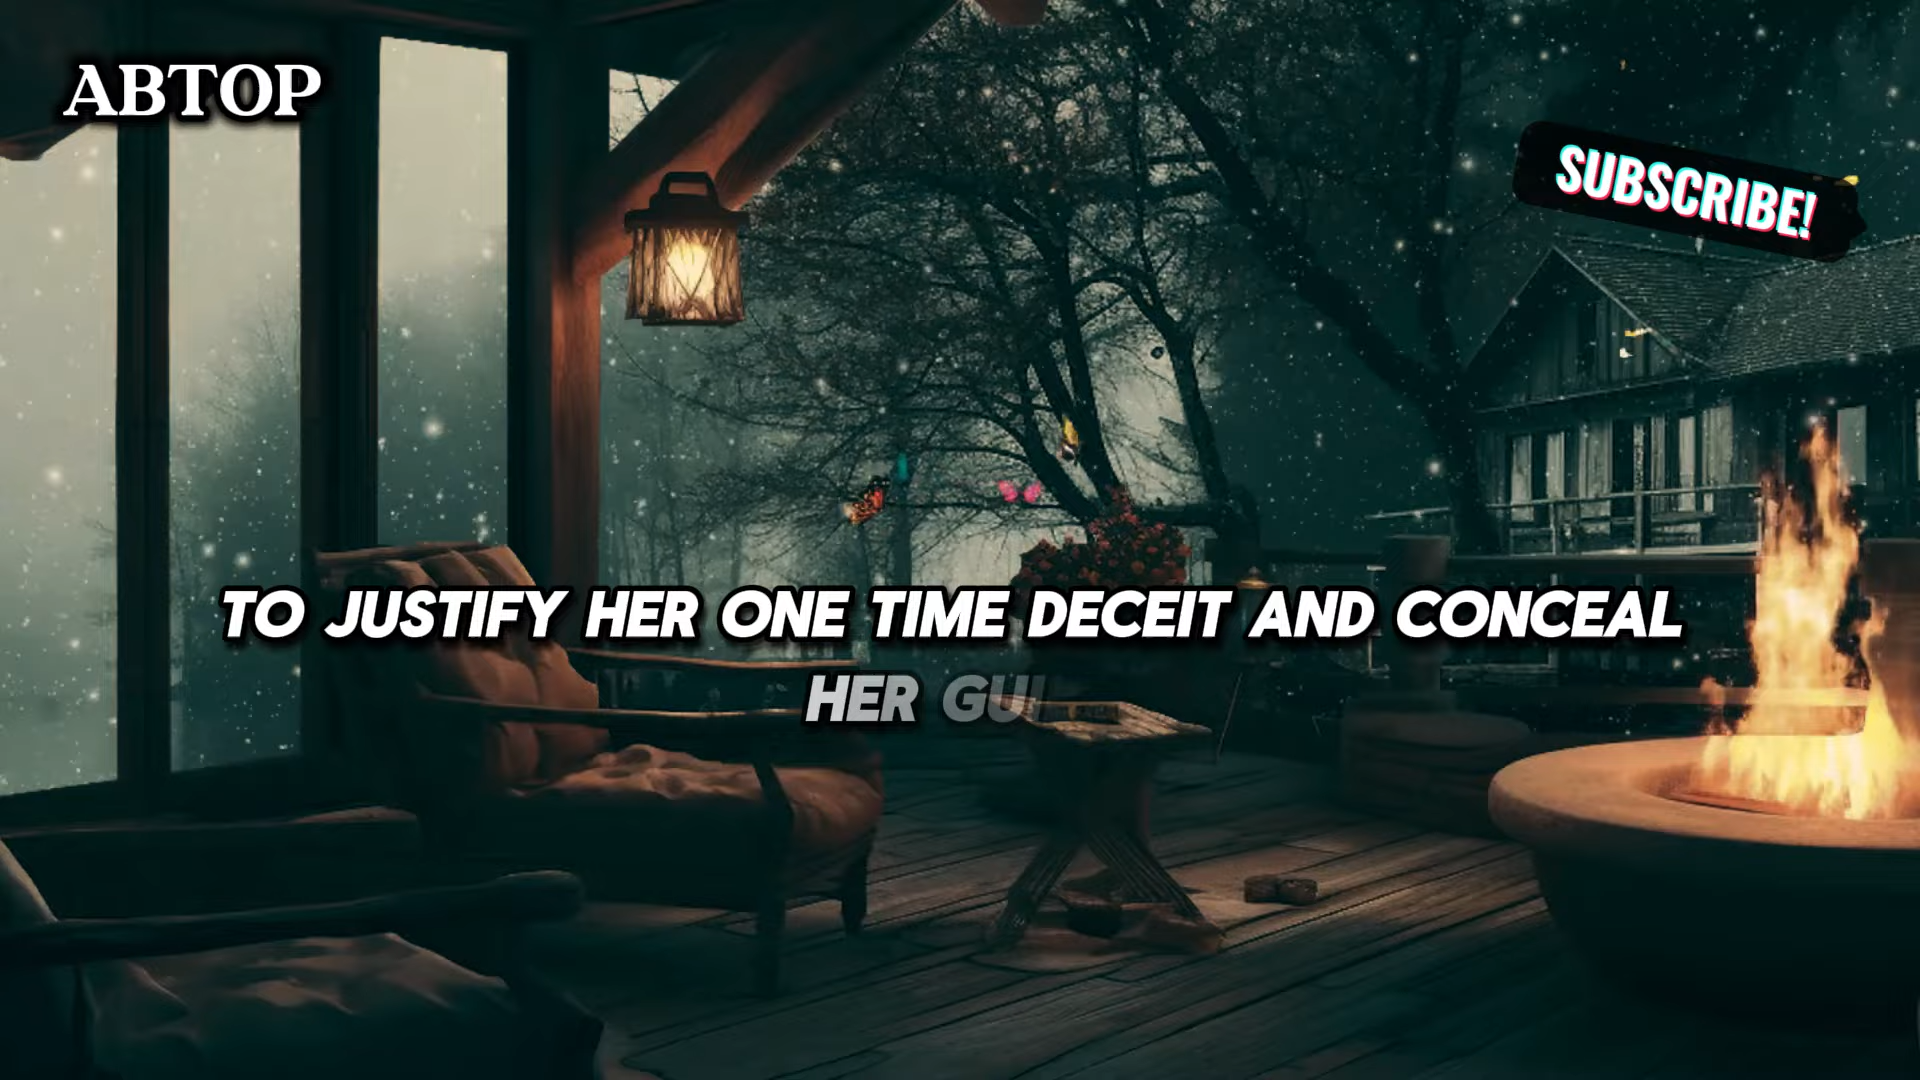 ABTOP
SUBSCRIBE!
TO JUSTIFY HER ONE TIME DECEIT AND CONCEAL
HER